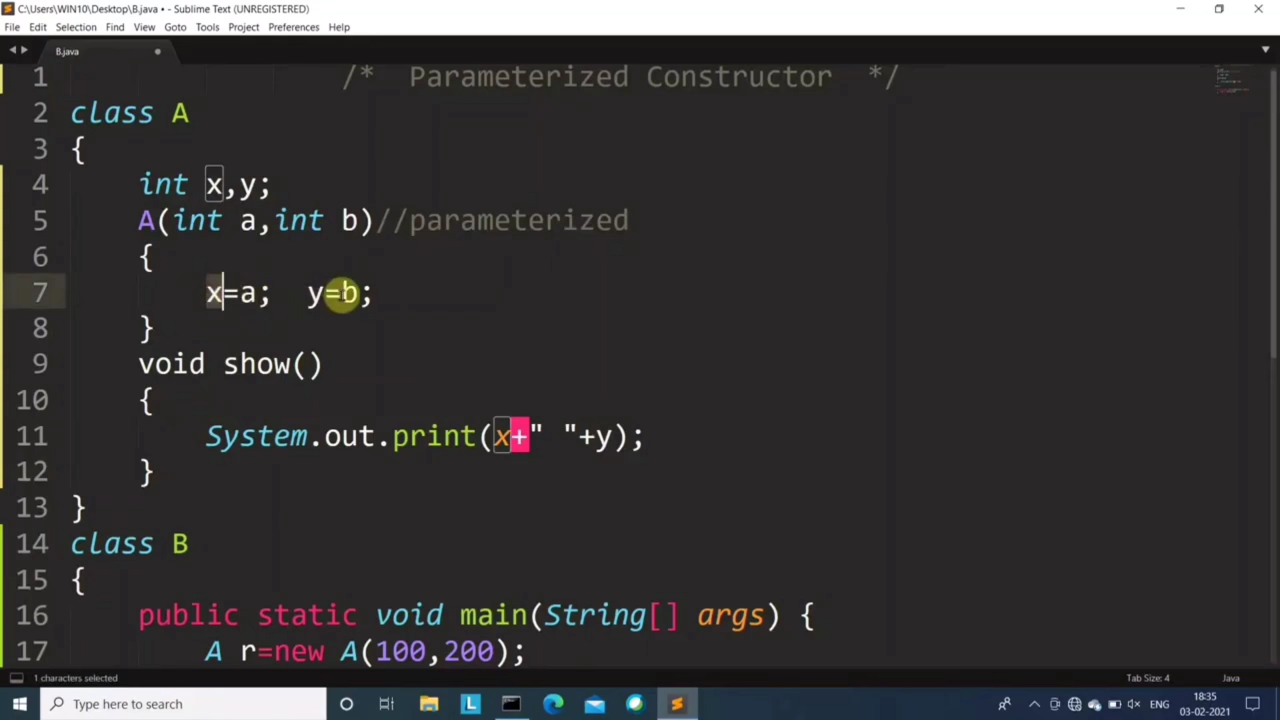 C:\Users\WIN10\Desktop\B.java • - Sublime Text (UNREGISTERED)
File Edit Selection Find View Goto Tools Project Preferences Help
B.java
1 /* Parameterized Constructor */
2 class A
3 {
4 int x,y;
5 A(int a,int b)//parameterized
6 {
7 x=a; y=b;
8 }
9 void show()
10 {
11 System.out.print(x+" "+y);
12 }
13 }
14 class B
15 {
16 public static void main(String[] args) {
17 A r=new A(100,200);
1 characters selected Tab Size: 4 Java
Type here to search L ENG 18:35
03-02-2021